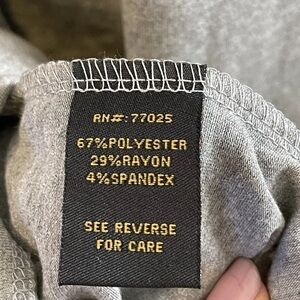 RN#:77025
67%POLYESTER
29%RAYON
4%SPANDEX
SEE REVERSE
FOR CARE